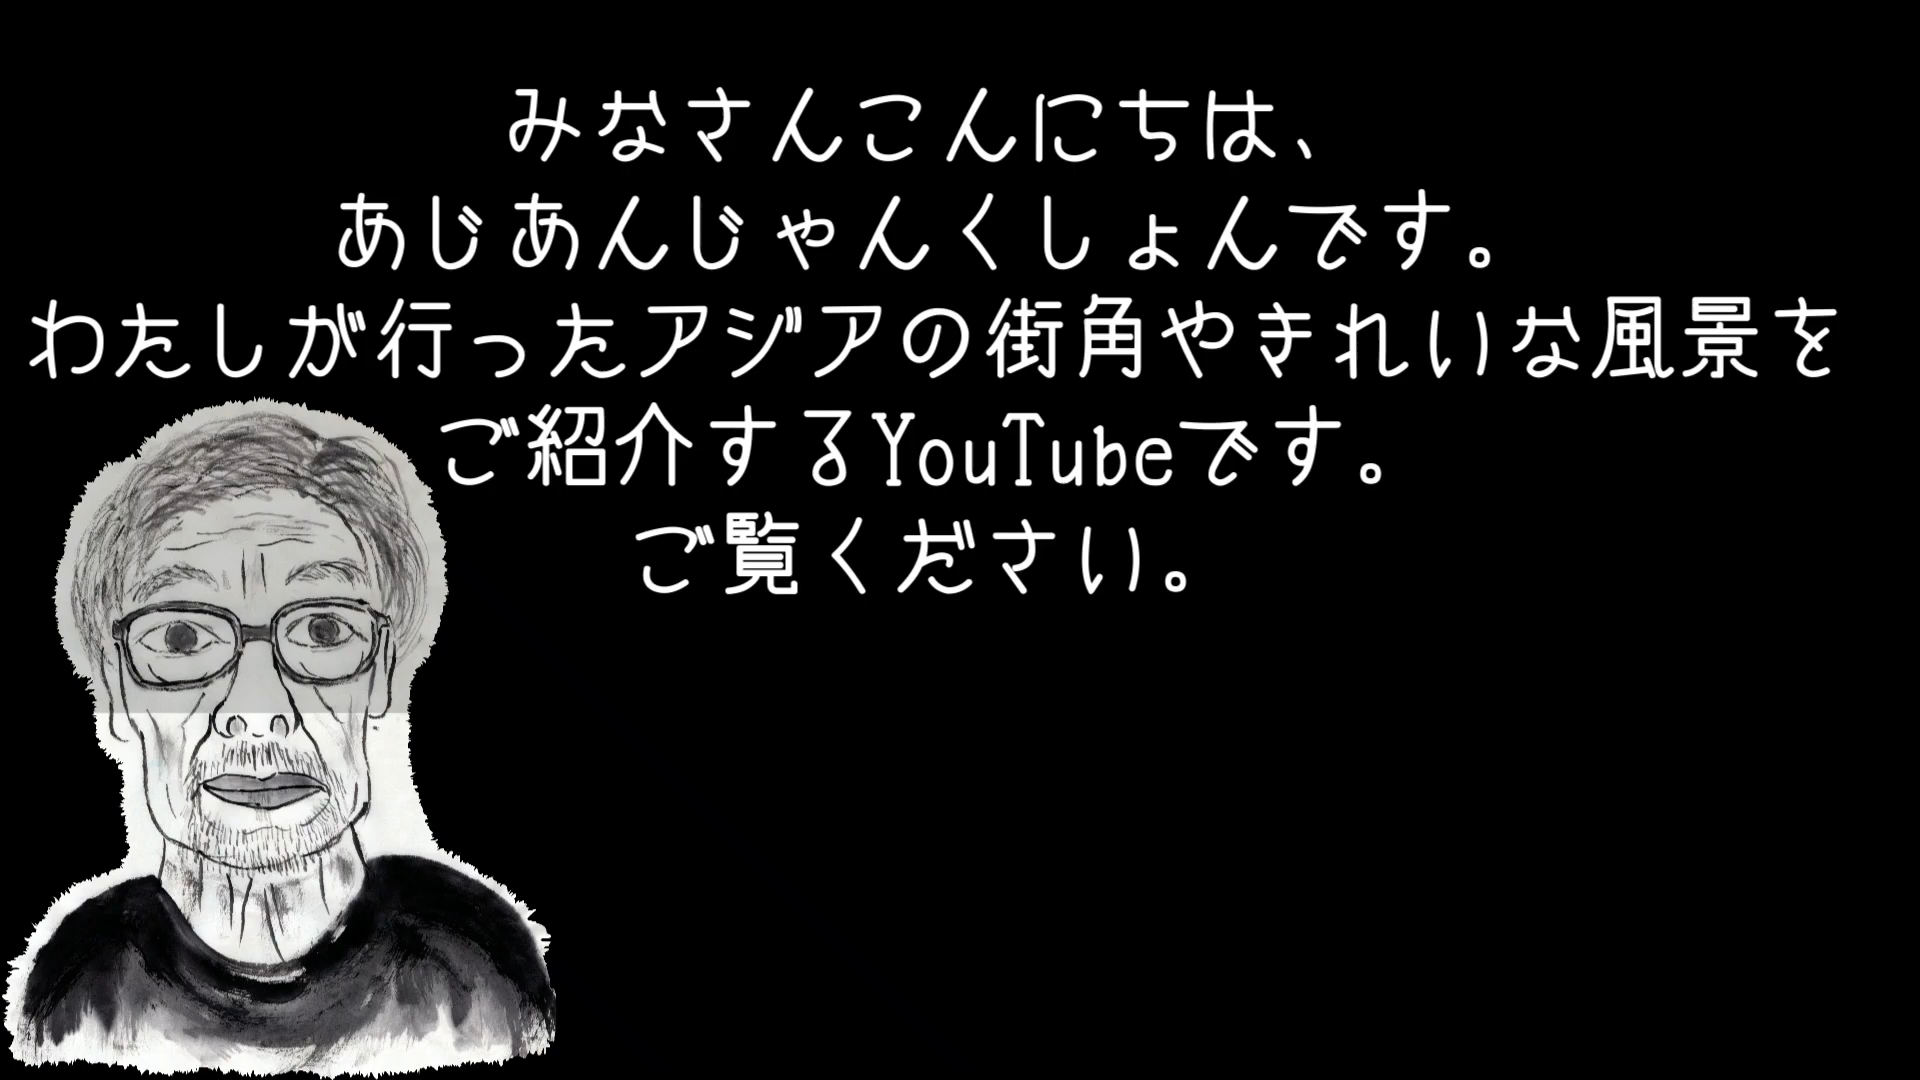 みなさんこんにちは、
あじあんじゃんくしょんです。
わたしが行ったアジアの街角やきれいな風景を
ご紹介するYouTubeです。
ご覧ください。